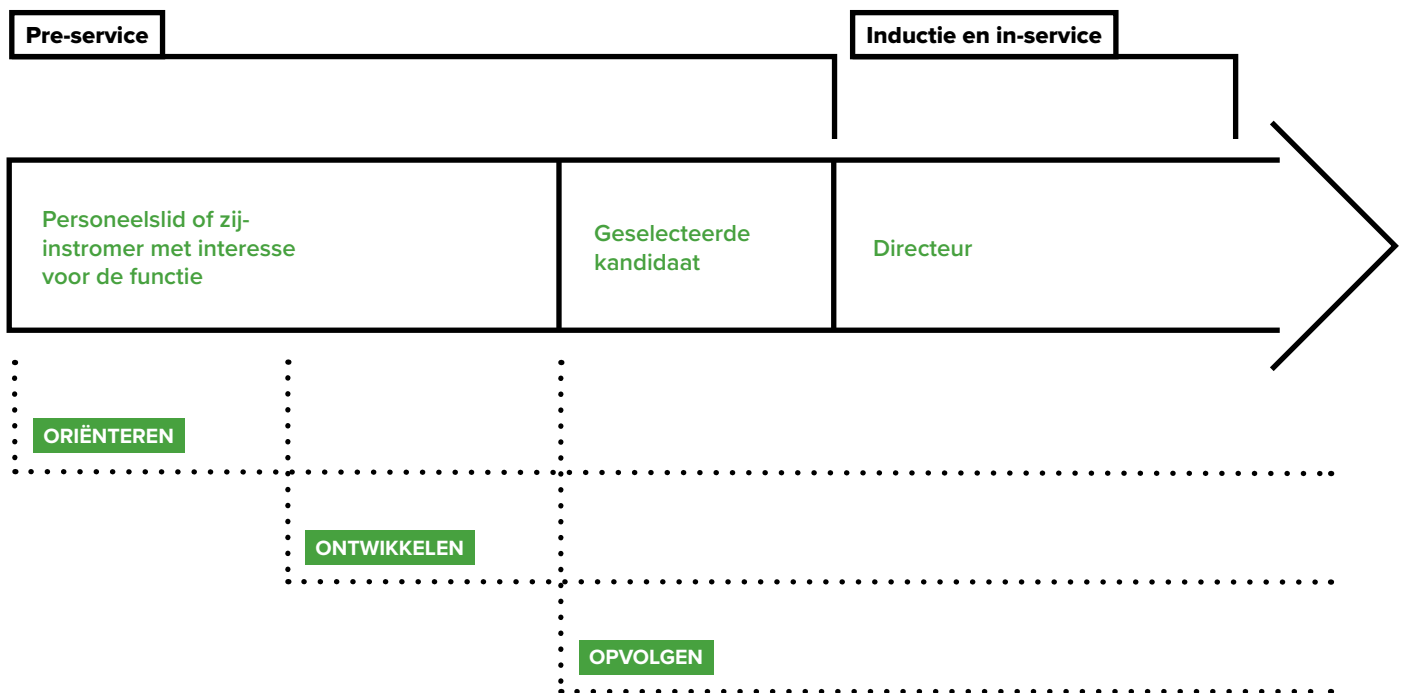 Pre-service
Inductie en in-service
Personeelslid of zij-
instromer met interesse
voor de functie
Geselecteerde
kandidaat
Directeur
ORIËNTEREN
ONTWIKKELEN
OPVOLGEN